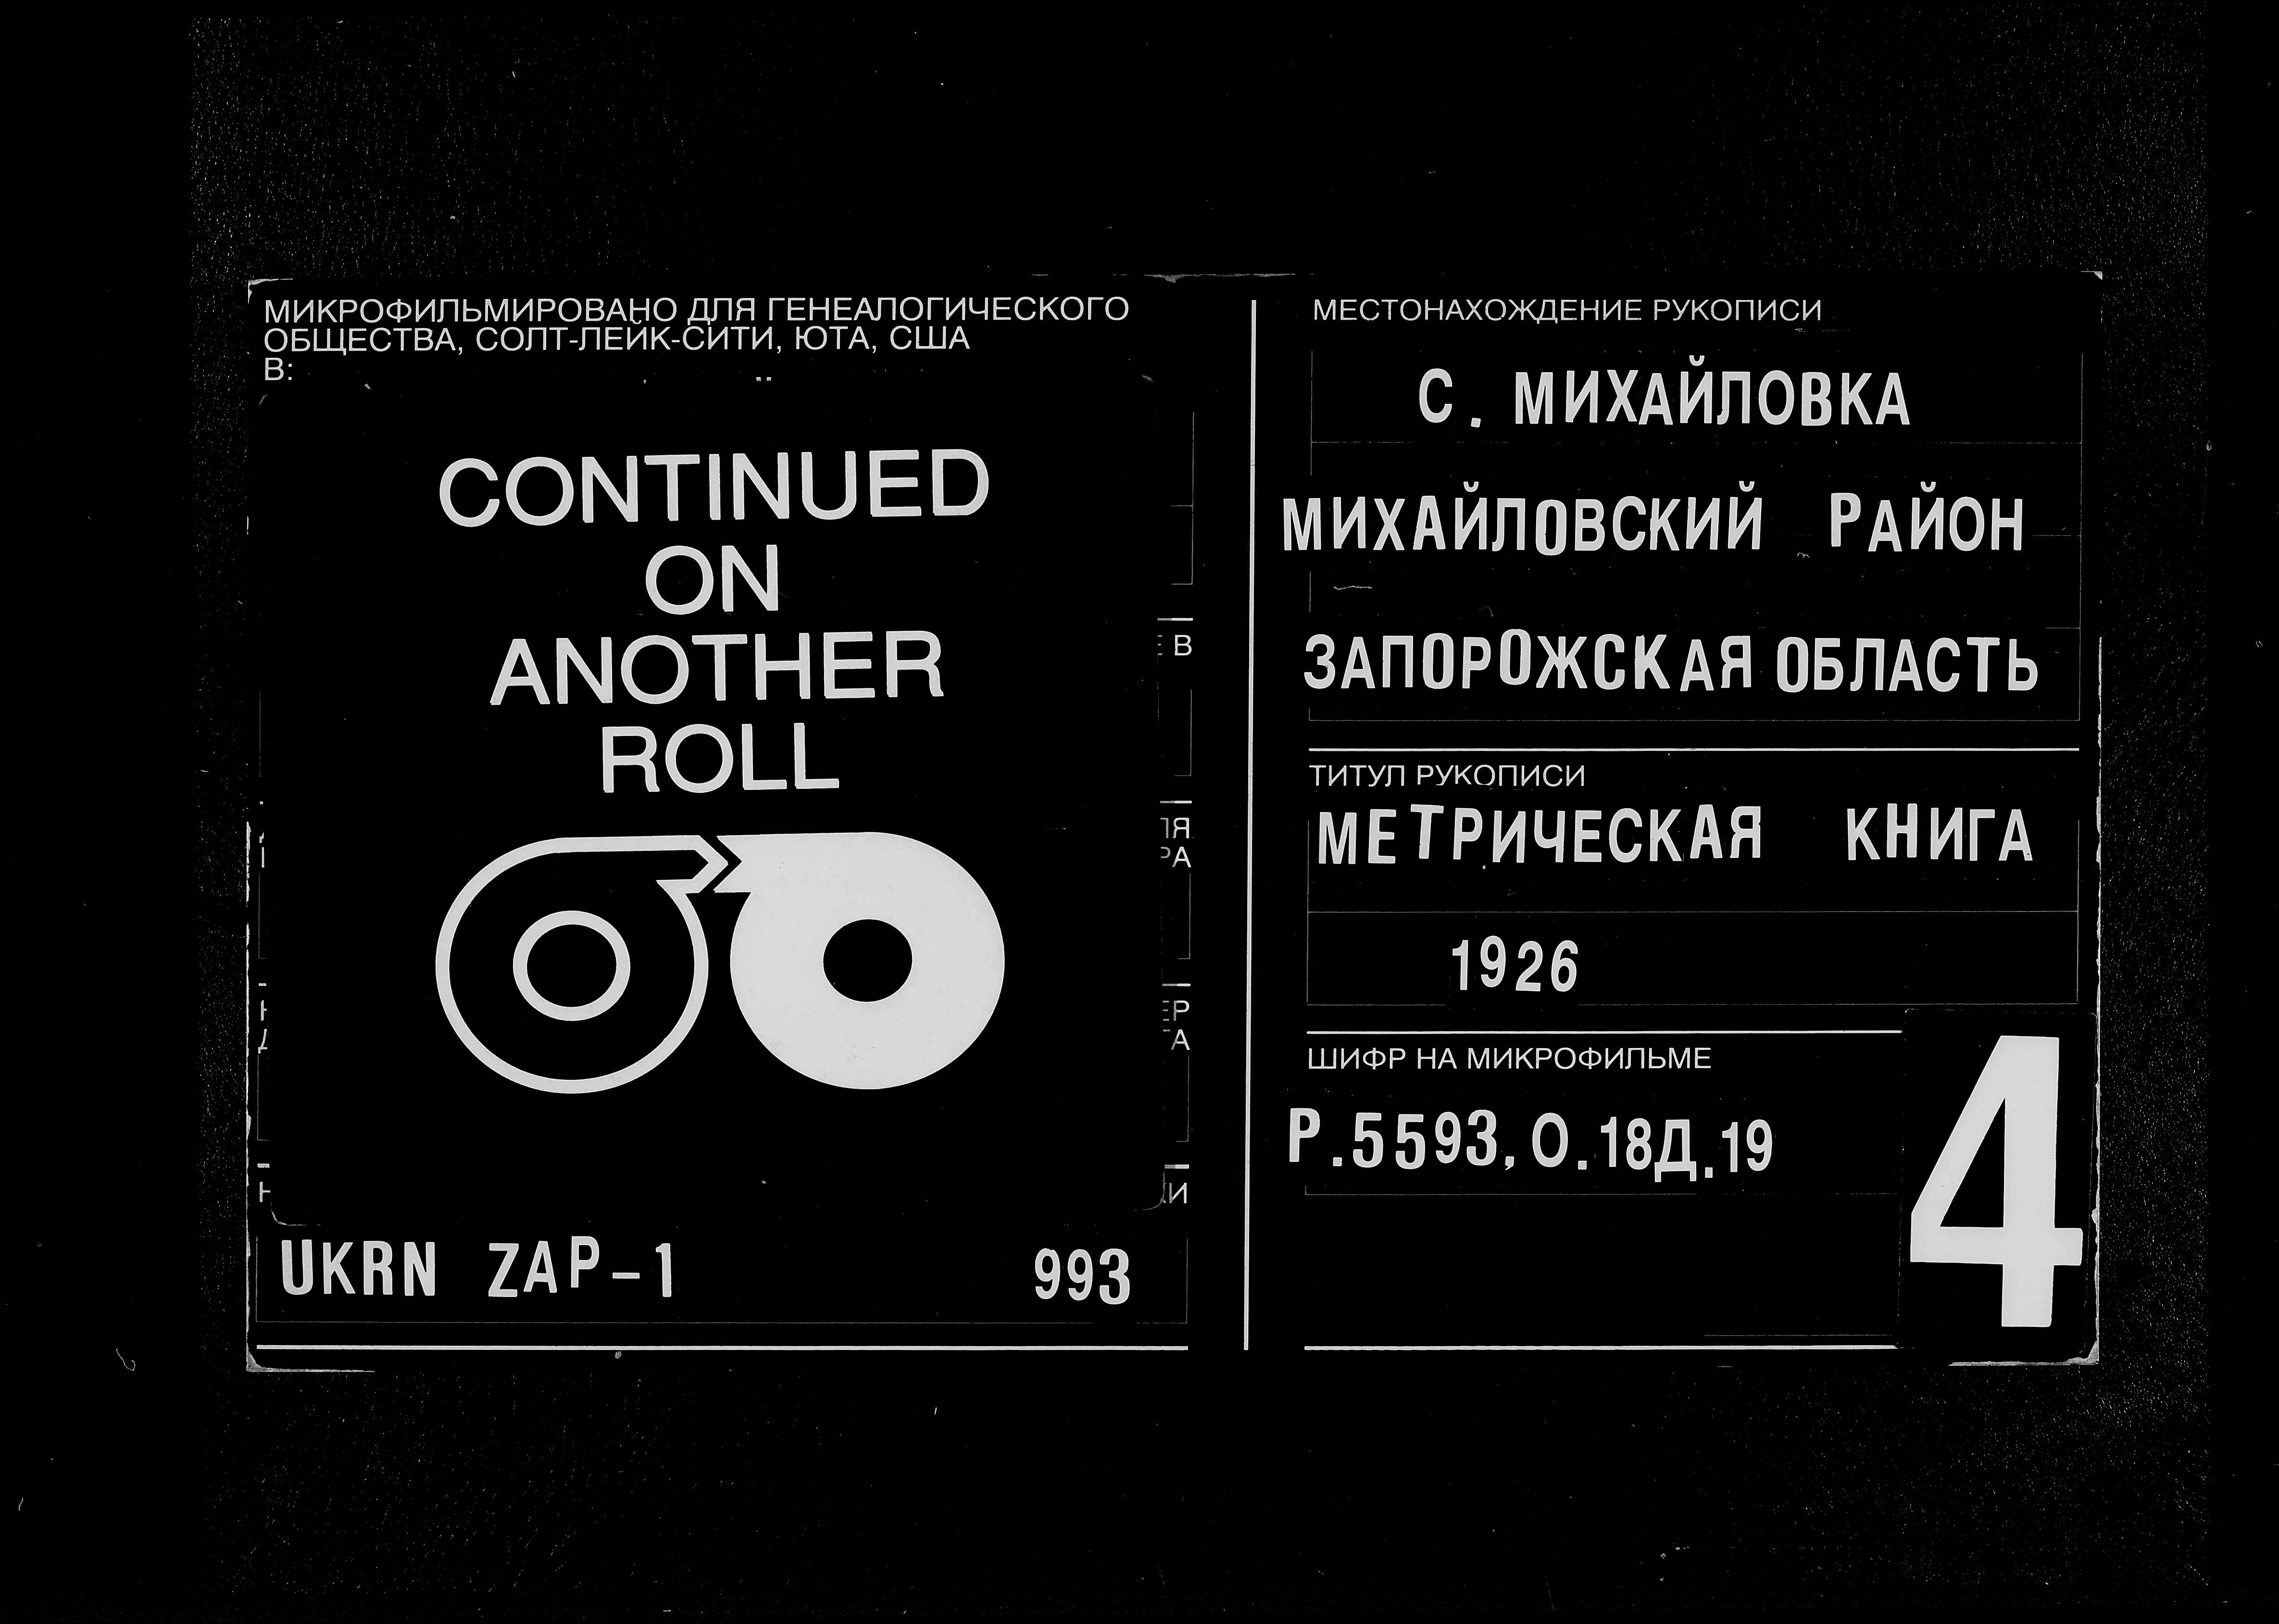 МИКРОФИЛЬМИРОВАНО ДЛЯ ГЕНЕАЛОГИЧЕСКОГО
ОБЩЕСТВА, СОЛТ-ЛЕЙК-СИТИ, ЮТА, США
В:
CONTINUED
ON
ANOTHER
ROLL
UKRN ZAP-1 993
МЕСТОНАХОЖДЕНИЕ РУКОПИСИ
С. МИХАЙЛОВКА
МИХАЙЛОВСКИЙ РАЙОН
ЗАПОРОЖСКАЯ ОБЛАСТЬ
ТИТУЛ РУКОПИСИ
МЕТРИЧЕСКАЯ КНИГА
1926
ШИФР НА МИКРОФИЛЬМЕ
Р.5593, О.18Д.19
4